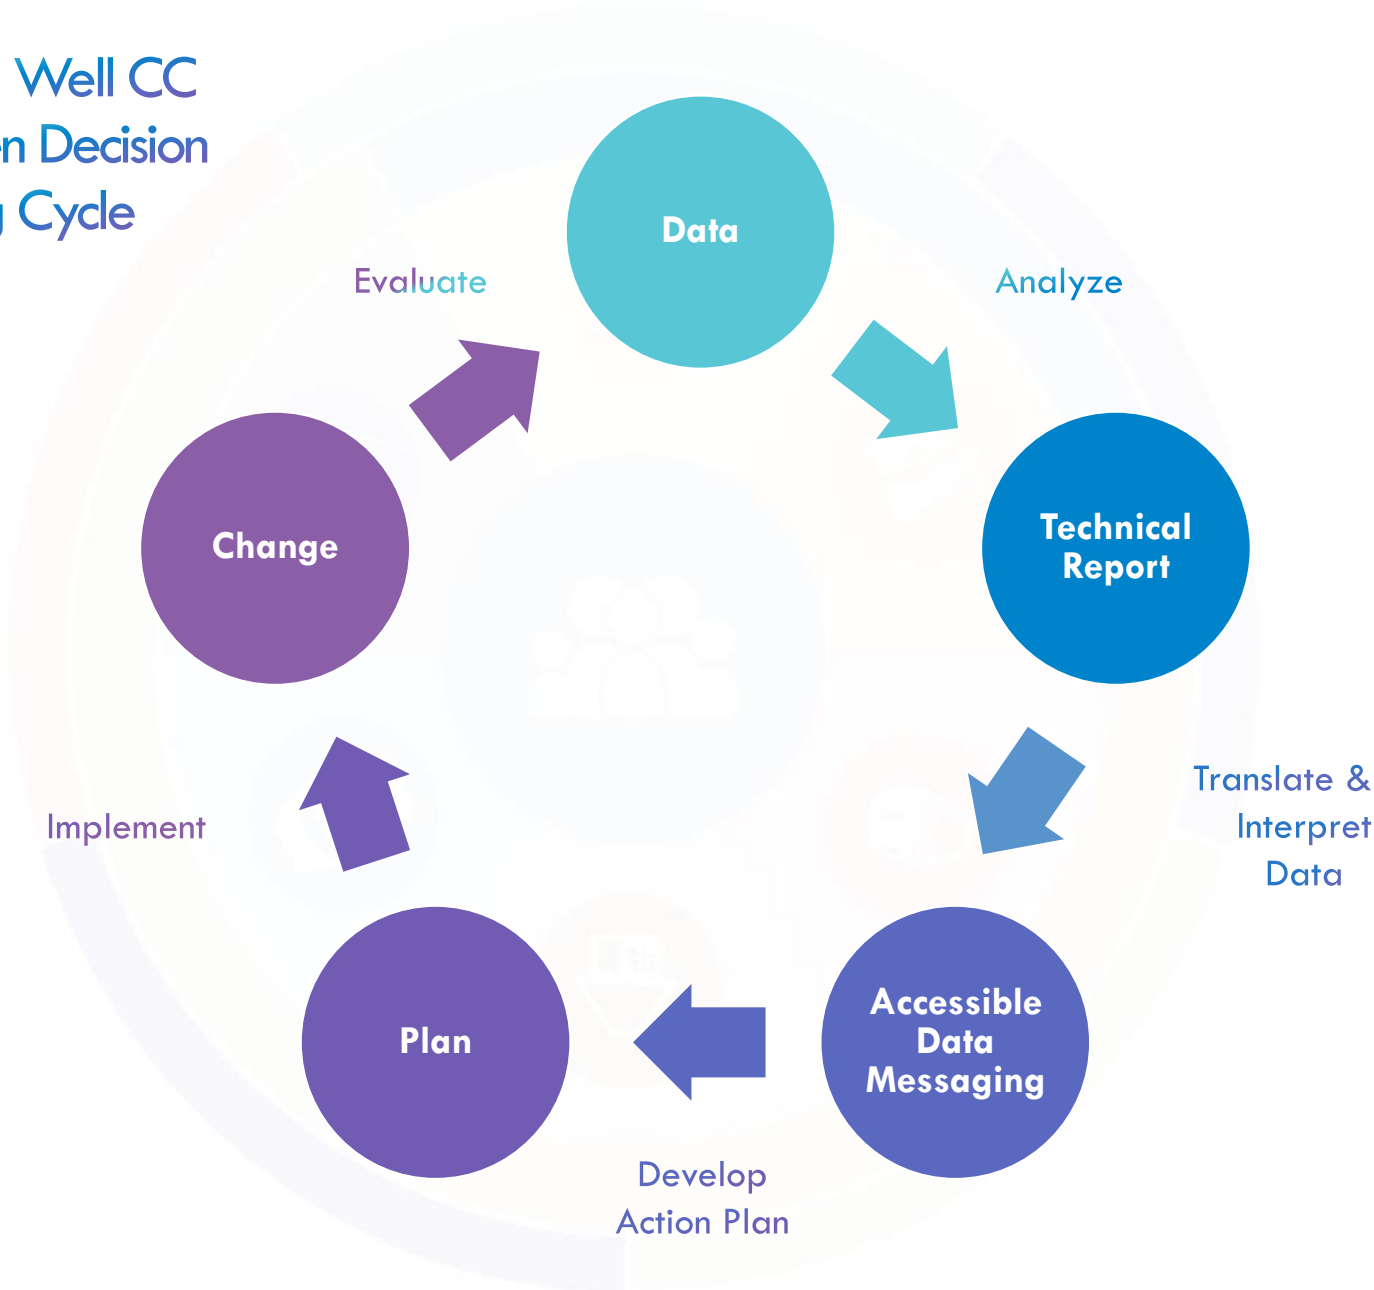 Well CC
n Decision
Cycle
Data
Evaluate
Analyze
Change
Technical
Report
Implement
Translate &
Interpret
Data
Plan
Accessible
Data
Messaging
Develop
Action Plan